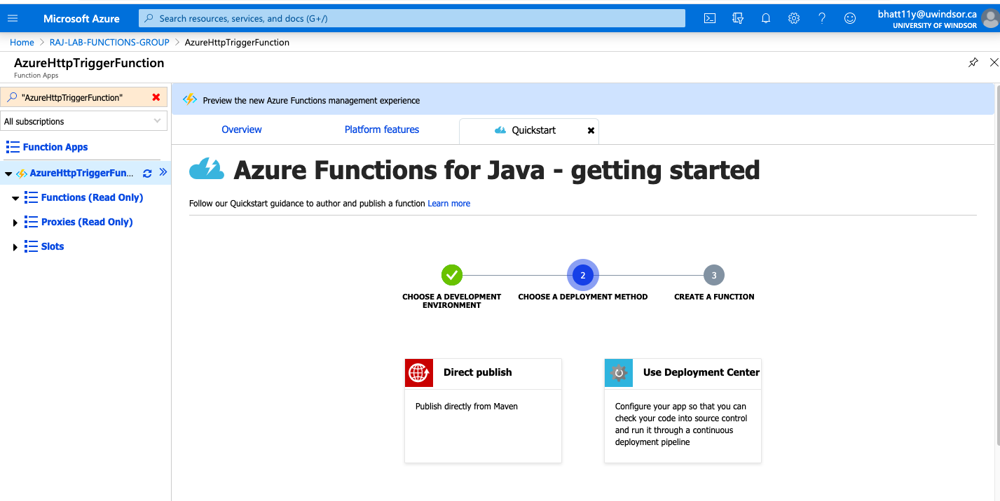 Microsoft Azure
Search resources, services, and docs (G+/)
bhatt11y@uwindsor.ca
UNIVERSITY OF WINDSOR
Home > RAJ-LAB-FUNCTIONS-GROUP > AzureHttpTriggerFunction
AzureHttpTriggerFunction
Function Apps
"AzureHttpTriggerFunction"
All subscriptions
Function Apps
AzureHttpTriggerFun...
Functions (Read Only)
Proxies (Read Only)
Slots
Preview the new Azure Functions management experience
Overview
Platform features
Quickstart
Azure Functions for Java - getting started
Follow our Quickstart guidance to author and publish a function Learn more
CHOOSE A DEVELOPMENT
ENVIRONMENT
2
CHOOSE A DEPLOYMENT METHOD
3
CREATE A FUNCTION
Direct publish
Publish directly from Maven
Use Deployment Center
Configure your app so that you can
check your code into source control
and run it through a continuous
deployment pipeline